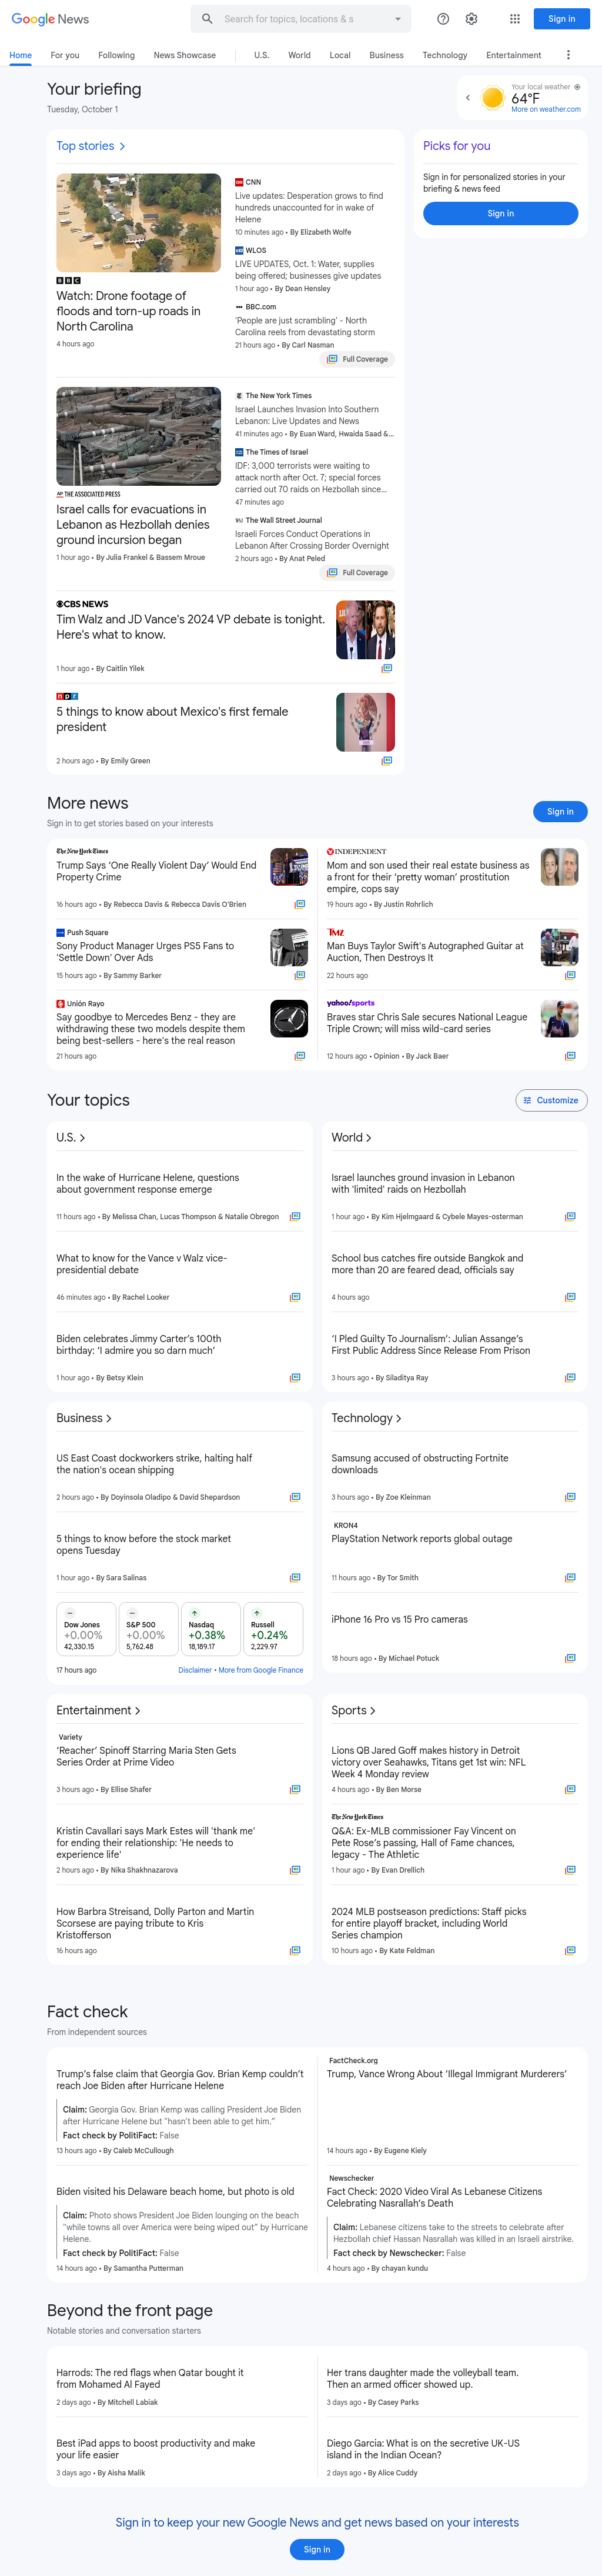 Google News
Search for topics, locations & s
Sign in
Home
For you
Following
News Showcase
U.S.
World
Local
Business
Technology
Entertainment
Your briefing
Tuesday, October 1
Your local weather
64°F
More on weather.com
Top stories
BBC
Watch: Drone footage of
floods and torn-up roads in
North Carolina
4 hours ago
CNN
Live updates: Desperation grows to find
hundreds unaccounted for in wake of
Helene
10 minutes ago • By Elizabeth Wolfe
WLOS
LIVE UPDATES, Oct. 1: Water, supplies
being offered; businesses give updates
1 hour ago • By Dean Hensley
BBC.com
'People are just scrambling' - North
Carolina reels from devastating storm
21 hours ago • By Carl Nasman
Full Coverage
Picks for you
Sign in for personalized stories in your
briefing & news feed
Sign in
AP THE ASSOCIATED PRESS
Israel calls for evacuations in
Lebanon as Hezbollah denies
ground incursion began
1 hour ago • By Julia Frankel & Bassem Mroue
The New York Times
Israel Launches Invasion Into Southern
Lebanon: Live Updates and News
41 minutes ago • By Euan Ward, Hwaida Saad &...
The Times of Israel
IDF: 3,000 terrorists were waiting to
attack north after Oct. 7; special forces
carried out 70 raids on Hezbollah since...
47 minutes ago
The Wall Street Journal
Israeli Forces Conduct Operations in
Lebanon After Crossing Border Overnight
2 hours ago • By Anat Peled
Full Coverage
CBS NEWS
Tim Walz and JD Vance's 2024 VP debate is tonight.
Here's what to know.
1 hour ago • By Caitlin Yilek
npr
5 things to know about Mexico's first female
president
2 hours ago • By Emily Green
More news
Sign in to get stories based on your interests
Sign in
The New York Times
Trump Says ‘One Really Violent Day’ Would End
Property Crime
16 hours ago • By Rebecca Davis & Rebecca Davis O'Brien
Push Square
Sony Product Manager Urges PS5 Fans to
'Settle Down' Over Ads
15 hours ago • By Sammy Barker
Unión Rayo
Say goodbye to Mercedes Benz - they are
withdrawing these two models despite them
being best-sellers - here's the real reason
21 hours ago
INDEPENDENT
Mom and son used their real estate business as
a front for their ‘pretty woman’ prostitution
empire, cops say
19 hours ago • By Justin Rohrlich
TMZ
Man Buys Taylor Swift's Autographed Guitar at
Auction, Then Destroys It
22 hours ago
yahoo!sports
Braves star Chris Sale secures National League
Triple Crown; will miss wild-card series
12 hours ago • Opinion • By Jack Baer
Your topics
Customize
U.S.
In the wake of Hurricane Helene, questions
about government response emerge
11 hours ago • By Melissa Chan, Lucas Thompson & Natalie Obregon
What to know for the Vance v Walz vice-
presidential debate
46 minutes ago • By Rachel Looker
Biden celebrates Jimmy Carter’s 100th
birthday: ‘I admire you so darn much’
1 hour ago • By Betsy Klein
World
Israel launches ground invasion in Lebanon
with 'limited' raids on Hezbollah
1 hour ago • By Kim Hjelmgaard & Cybele Mayes-osterman
School bus catches fire outside Bangkok and
more than 20 are feared dead, officials say
4 hours ago
‘I Pled Guilty To Journalism’: Julian Assange’s
First Public Address Since Release From Prison
3 hours ago • By Siladitya Ray
Business
US East Coast dockworkers strike, halting half
the nation's ocean shipping
2 hours ago • By Doyinsola Oladipo & David Shepardson
5 things to know before the stock market
opens Tuesday
1 hour ago • By Sara Salinas
Dow Jones
+0.00%
42,330.15
S&P 500
+0.00%
5,762.48
Nasdaq
+0.38%
18,189.17
Russell
+0.24%
2,229.97
17 hours ago
Disclaimer • More from Google Finance
Technology
Samsung accused of obstructing Fortnite
downloads
3 hours ago • By Zoe Kleinman
KRON4
PlayStation Network reports global outage
11 hours ago • By Tor Smith
iPhone 16 Pro vs 15 Pro cameras
18 hours ago • By Michael Potuck
Entertainment
Variety
‘Reacher’ Spinoff Starring Maria Sten Gets
Series Order at Prime Video
3 hours ago • By Ellise Shafer
Kristin Cavallari says Mark Estes will 'thank me'
for ending their relationship: 'He needs to
experience life'
2 hours ago • By Nika Shakhnazarova
How Barbra Streisand, Dolly Parton and Martin
Scorsese are paying tribute to Kris
Kristofferson
16 hours ago
Sports
Lions QB Jared Goff makes history in Detroit
victory over Seahawks, Titans get 1st win: NFL
Week 4 Monday review
4 hours ago • By Ben Morse
The New York Times
Q&A: Ex-MLB commissioner Fay Vincent on
Pete Rose’s passing, Hall of Fame chances,
legacy - The Athletic
1 hour ago • By Evan Drellich
2024 MLB postseason predictions: Staff picks
for entire playoff bracket, including World
Series champion
10 hours ago • By Kate Feldman
Fact check
From independent sources
Trump’s false claim that Georgia Gov. Brian Kemp couldn’t
reach Joe Biden after Hurricane Helene
Claim: Georgia Gov. Brian Kemp was calling President Joe Biden
after Hurricane Helene but “hasn’t been able to get him.”
Fact check by PolitiFact: False
13 hours ago • By Caleb McCullough
Biden visited his Delaware beach home, but photo is old
Claim: Photo shows President Joe Biden lounging on the beach
“while towns all over America were being wiped out” by Hurricane
Helene.
Fact check by PolitiFact: False
14 hours ago • By Samantha Putterman
FactCheck.org
Trump, Vance Wrong About ‘Illegal Immigrant Murderers’
14 hours ago • By Eugene Kiely
Newschecker
Fact Check: 2020 Video Viral As Lebanese Citizens
Celebrating Nasrallah’s Death
Claim: Lebanese citizens take to the streets to celebrate after
Hezbollah chief Hassan Nasrallah was killed in an Israeli airstrike.
Fact check by Newschecker: False
4 hours ago • By chayan kundu
Beyond the front page
Notable stories and conversation starters
Harrods: The red flags when Qatar bought it
from Mohamed Al Fayed
2 days ago • By Mitchell Labiak
Best iPad apps to boost productivity and make
your life easier
3 days ago • By Aisha Malik
Her trans daughter made the volleyball team.
Then an armed officer showed up.
3 days ago • By Casey Parks
Diego Garcia: What is on the secretive UK-US
island in the Indian Ocean?
2 days ago • By Alice Cuddy
Sign in to keep your new Google News and get news based on your interests
Sign in